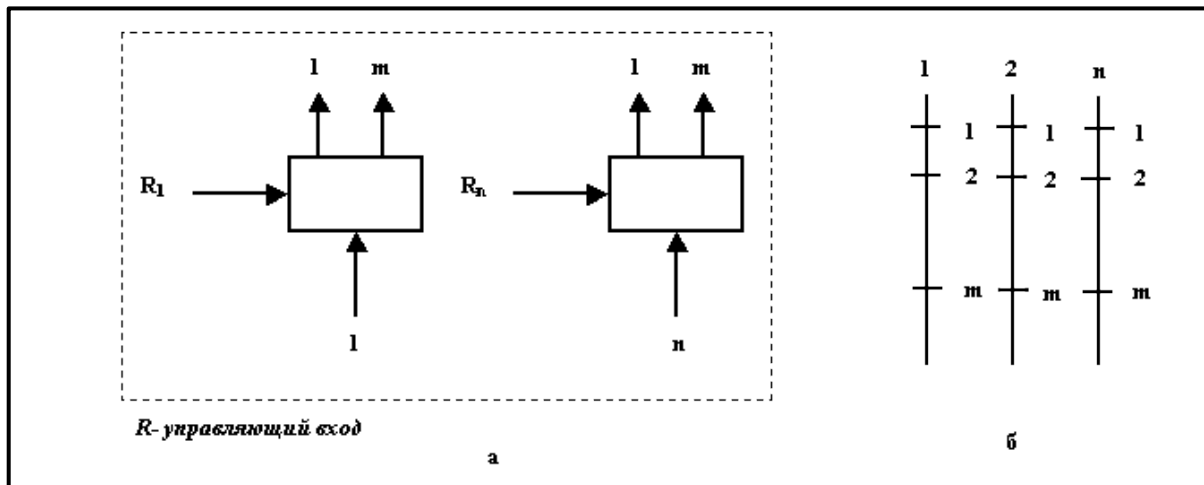 1 m 1 m 1 2 n
R1 Rn 1 1 1
2 2 2
m m m
1 n
R- управляющий вход
а б